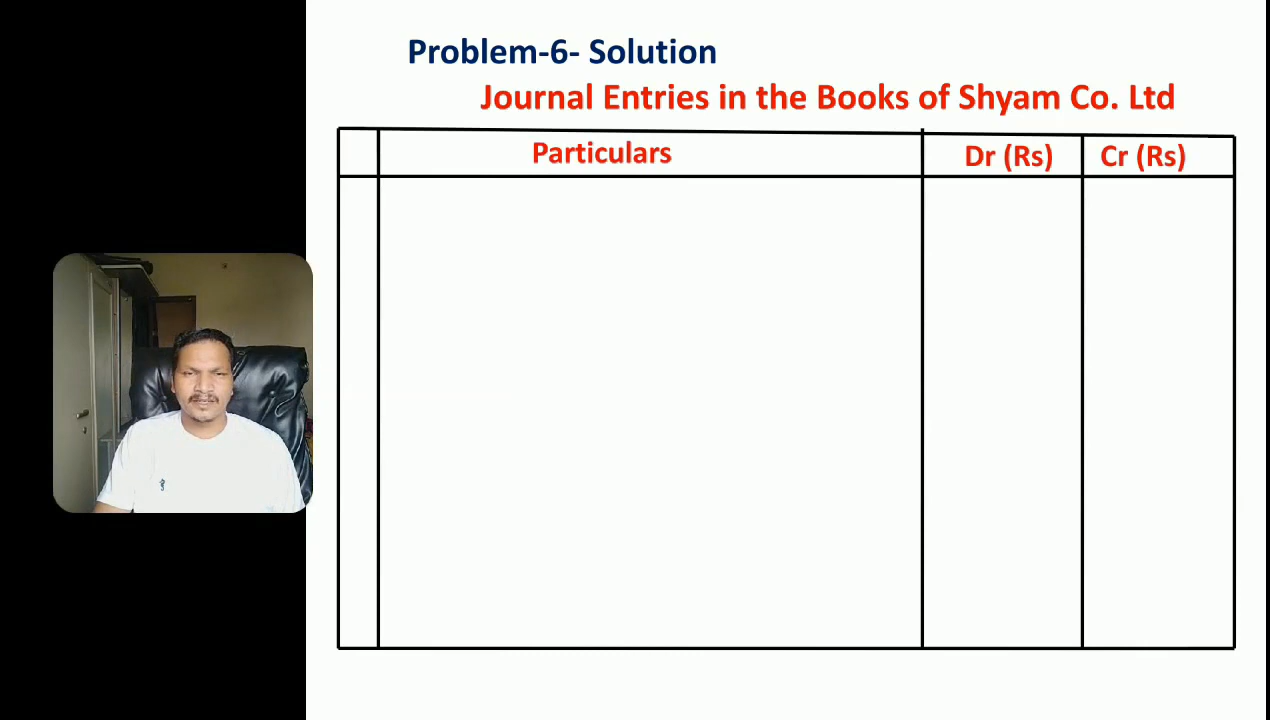 Problem-6- Solution
Journal Entries in the Books of Shyam Co. Ltd
Particulars Dr (Rs) Cr (Rs)